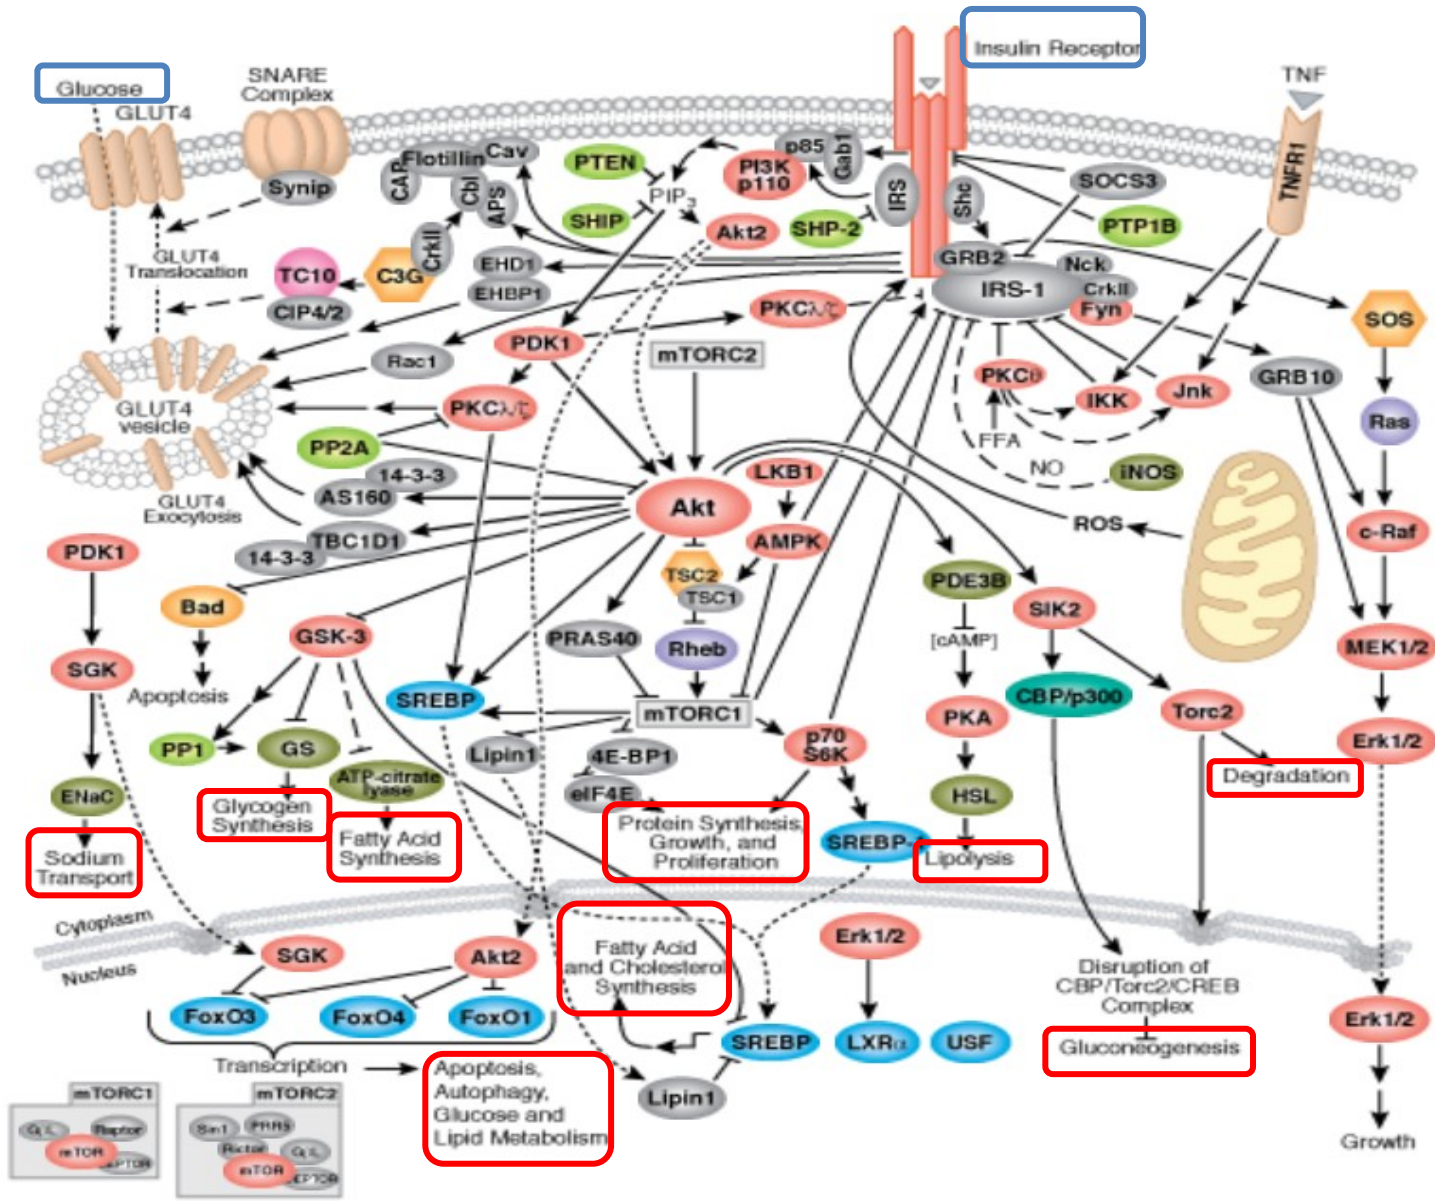 Insulin Receptor
Glucose
SNARE
Complex
TNF
GLUT4
Flotillin
Cav
CAP
Cbl
APS
CrkII
PTEN
PIP3
SHIP
PI3K
p110
p85
Gab1
IRS
Shc
SHP-2
Akt2
SOCS3
PTP1B
TNFR1
Synip
GLUT4
Translocation
TC10
CIP4/2
C3G
EHD1
EHBP1
GRB2
IRS-1
Nck
CrkII
Fyn
SOS
PKCλ/ζ
PDK1
mTORC2
Rac1
PKCθ
IKK
Jnk
GRB10
GLUT4
vesicle
PKCλ/ζ
PP2A
FFA
Ras
14-3-3
AS160
LKB1
NO
iNOS
GLUT4
Exocytosis
Akt
ROS
c-Raf
TBC1D1
14-3-3
PDK1
AMPK
TSC2
TSC1
PDE3B
SIK2
Bad
GSK-3
PRAS40
Rheb
[cAMP]
MEK1/2
SGK
Apoptosis
SREBP
mTORC1
CBP/p300
Torc2
PKA
PP1
GS
Lipin1
4E-BP1
p70
S6K
Erk1/2
ATP-citrate
lyase
eIF4E
HSL
Degradation
ENaC
Glycogen
Synthesis
Fatty Acid
Synthesis
Protein Synthesis,
Growth, and
Proliferation
Lipolysis
Sodium
Transport
Cytoplasm
Nucleus
SGK
Akt2
Fatty Acid
and Cholesterol
Synthesis
Erk1/2
Disruption of
CBP/Torc2/CREB
Complex
FoxO3
FoxO4
FoxO1
SREBP
LXRα
USF
Gluconeogenesis
Erk1/2
Transcription
Apoptosis,
Autophagy,
Glucose and
Lipid Metabolism
Lipin1
Growth
mTORC1
Raptor
mTOR
mTORC2
Sin1
PRR5
Rictor
mTOR